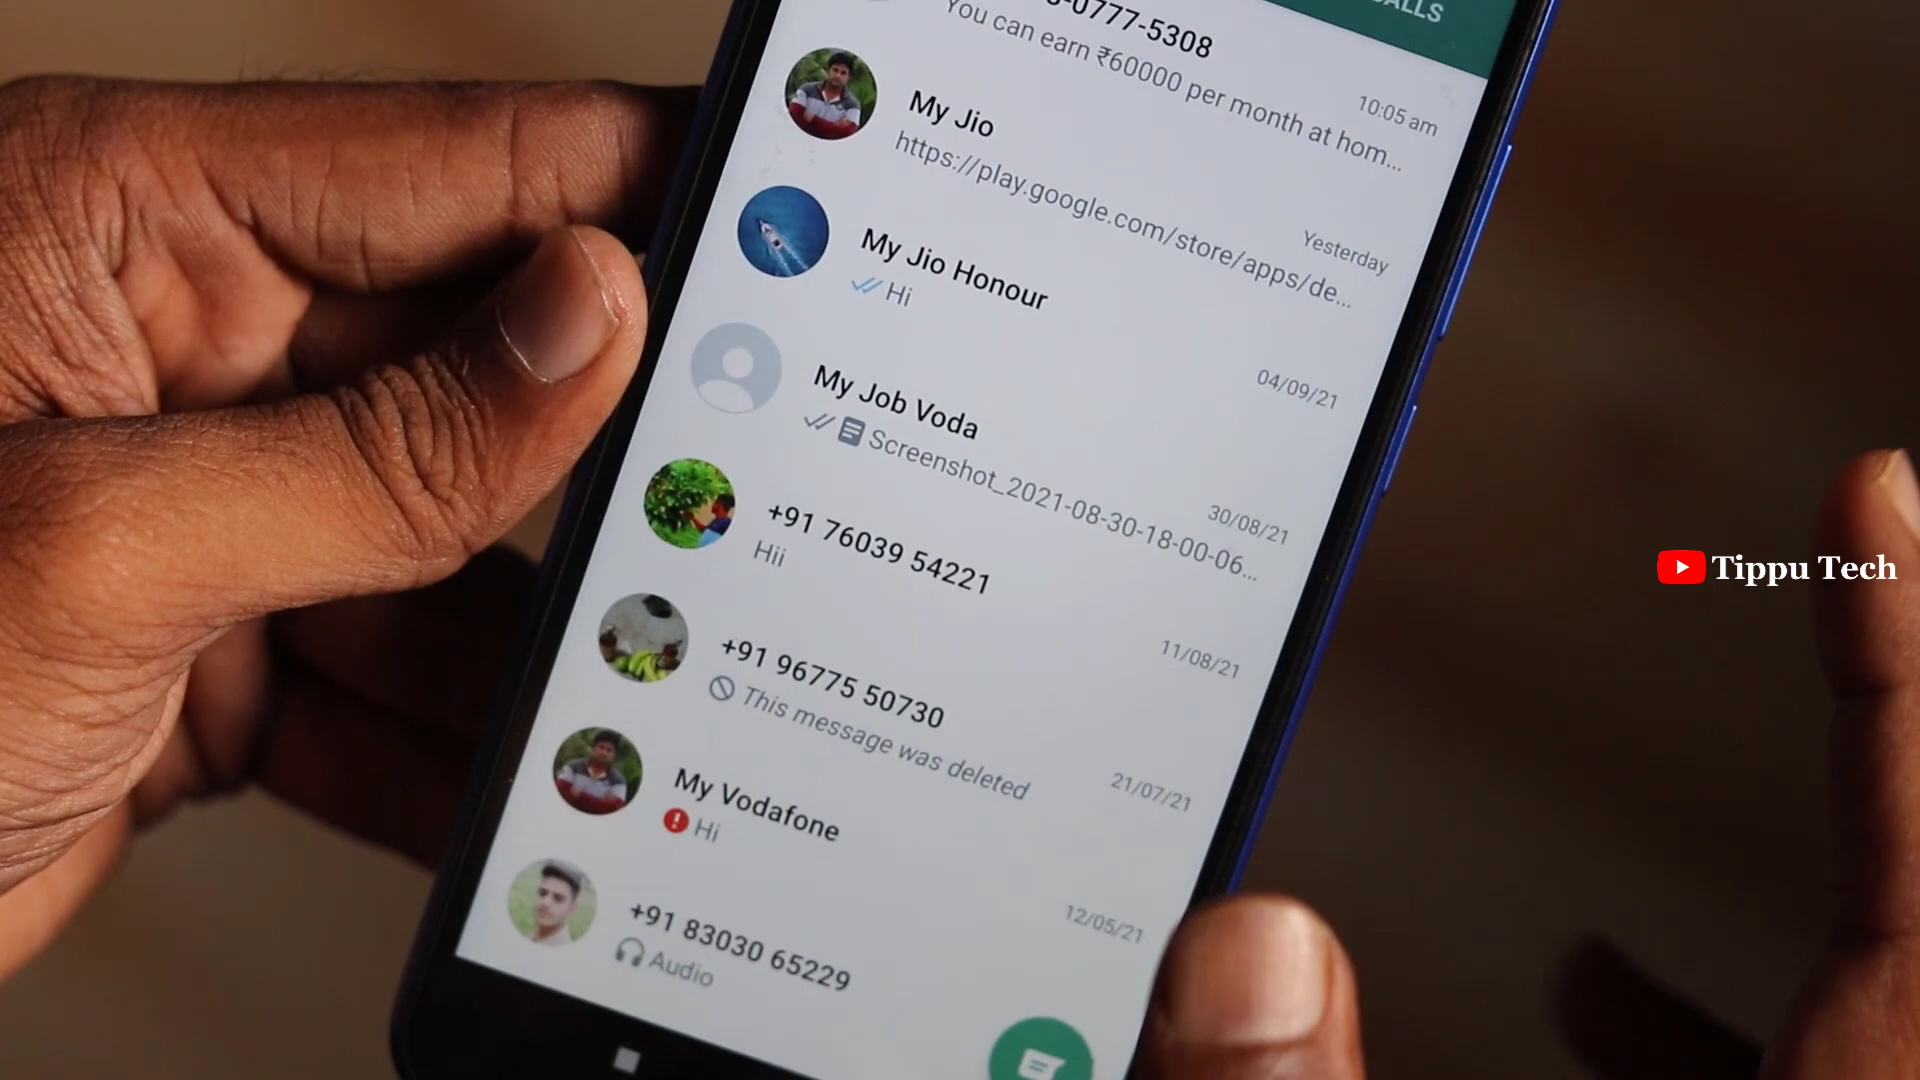 CALLS
-0777-5308
10:05 am
You can earn ₹60000 per month at hom...
My Jio
Yesterday
https://play.google.com/store/apps/de...
My Jio Honour
04/09/21
Hi
My Job Voda
30/08/21
Screenshot_2021-08-30-18-00-06...
+91 76039 54221
11/08/21
Hii
+91 96775 50730
21/07/21
This message was deleted
My Vodafone
12/05/21
Hi
+91 83030 65229
Audio
Tippu Tech